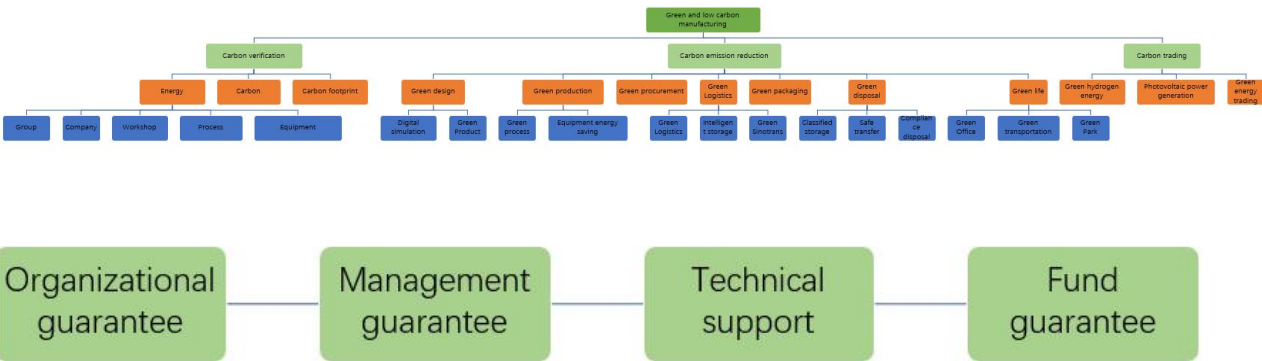 Green and low carbon
manufacturing
Carbon verification
Carbon emission reduction
Carbon trading
Energy
Carbon
Carbon footprint
Green design
Green production
Green procurement
Green
Logistics
Green packaging
Green
disposal
Green life
Green hydrogen
energy
Photovoltaic power
generation
Green
energy
trading
Group
Company
Workshop
Process
Equipment
Digital
simulation
Green
Product
Green
process
Equipment energy
saving
Green
Logistics
Intelligen
t storage
Green
Sinotrans
Classified
storage
Safe
transfer
Complian
ce
disposal
Green
Office
Green
transportation
Green
Park
Organizational
guarantee
Management
guarantee
Technical
support
Fund
guarantee